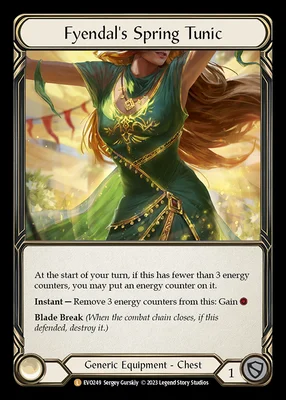 Fyendal's Spring Tunic
At the start of your turn, if this has fewer than 3 energy
counters, you may put an energy counter on it.
Instant — Remove 3 energy counters from this: Gain
Blade Break (When the combat chain closes, if this
defended, destroy it.)
Generic Equipment - Chest
1
L EVO249 Sergey Gurskiy © 2023 Legend Story Studios